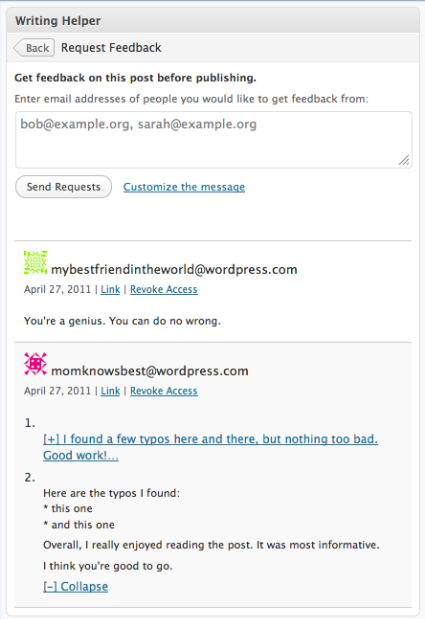 Writing Helper
Back Request Feedback
Get feedback on this post before publishing.
Enter email addresses of people you would like to get feedback from:
bob@example.org, sarah@example.org
Send Requests Customize the message
mybestfriendintheworld@wordpress.com
April 27, 2011 | Link | Revoke Access
You're a genius. You can do no wrong.
momknowsbest@wordpress.com
April 27, 2011 | Link | Revoke Access
1.
[+] I found a few typos here and there, but nothing too bad.
Good work!...
2.
Here are the typos I found:
* this one
* and this one
Overall, I really enjoyed reading the post. It was most informative.
I think you're good to go.
[–] Collapse